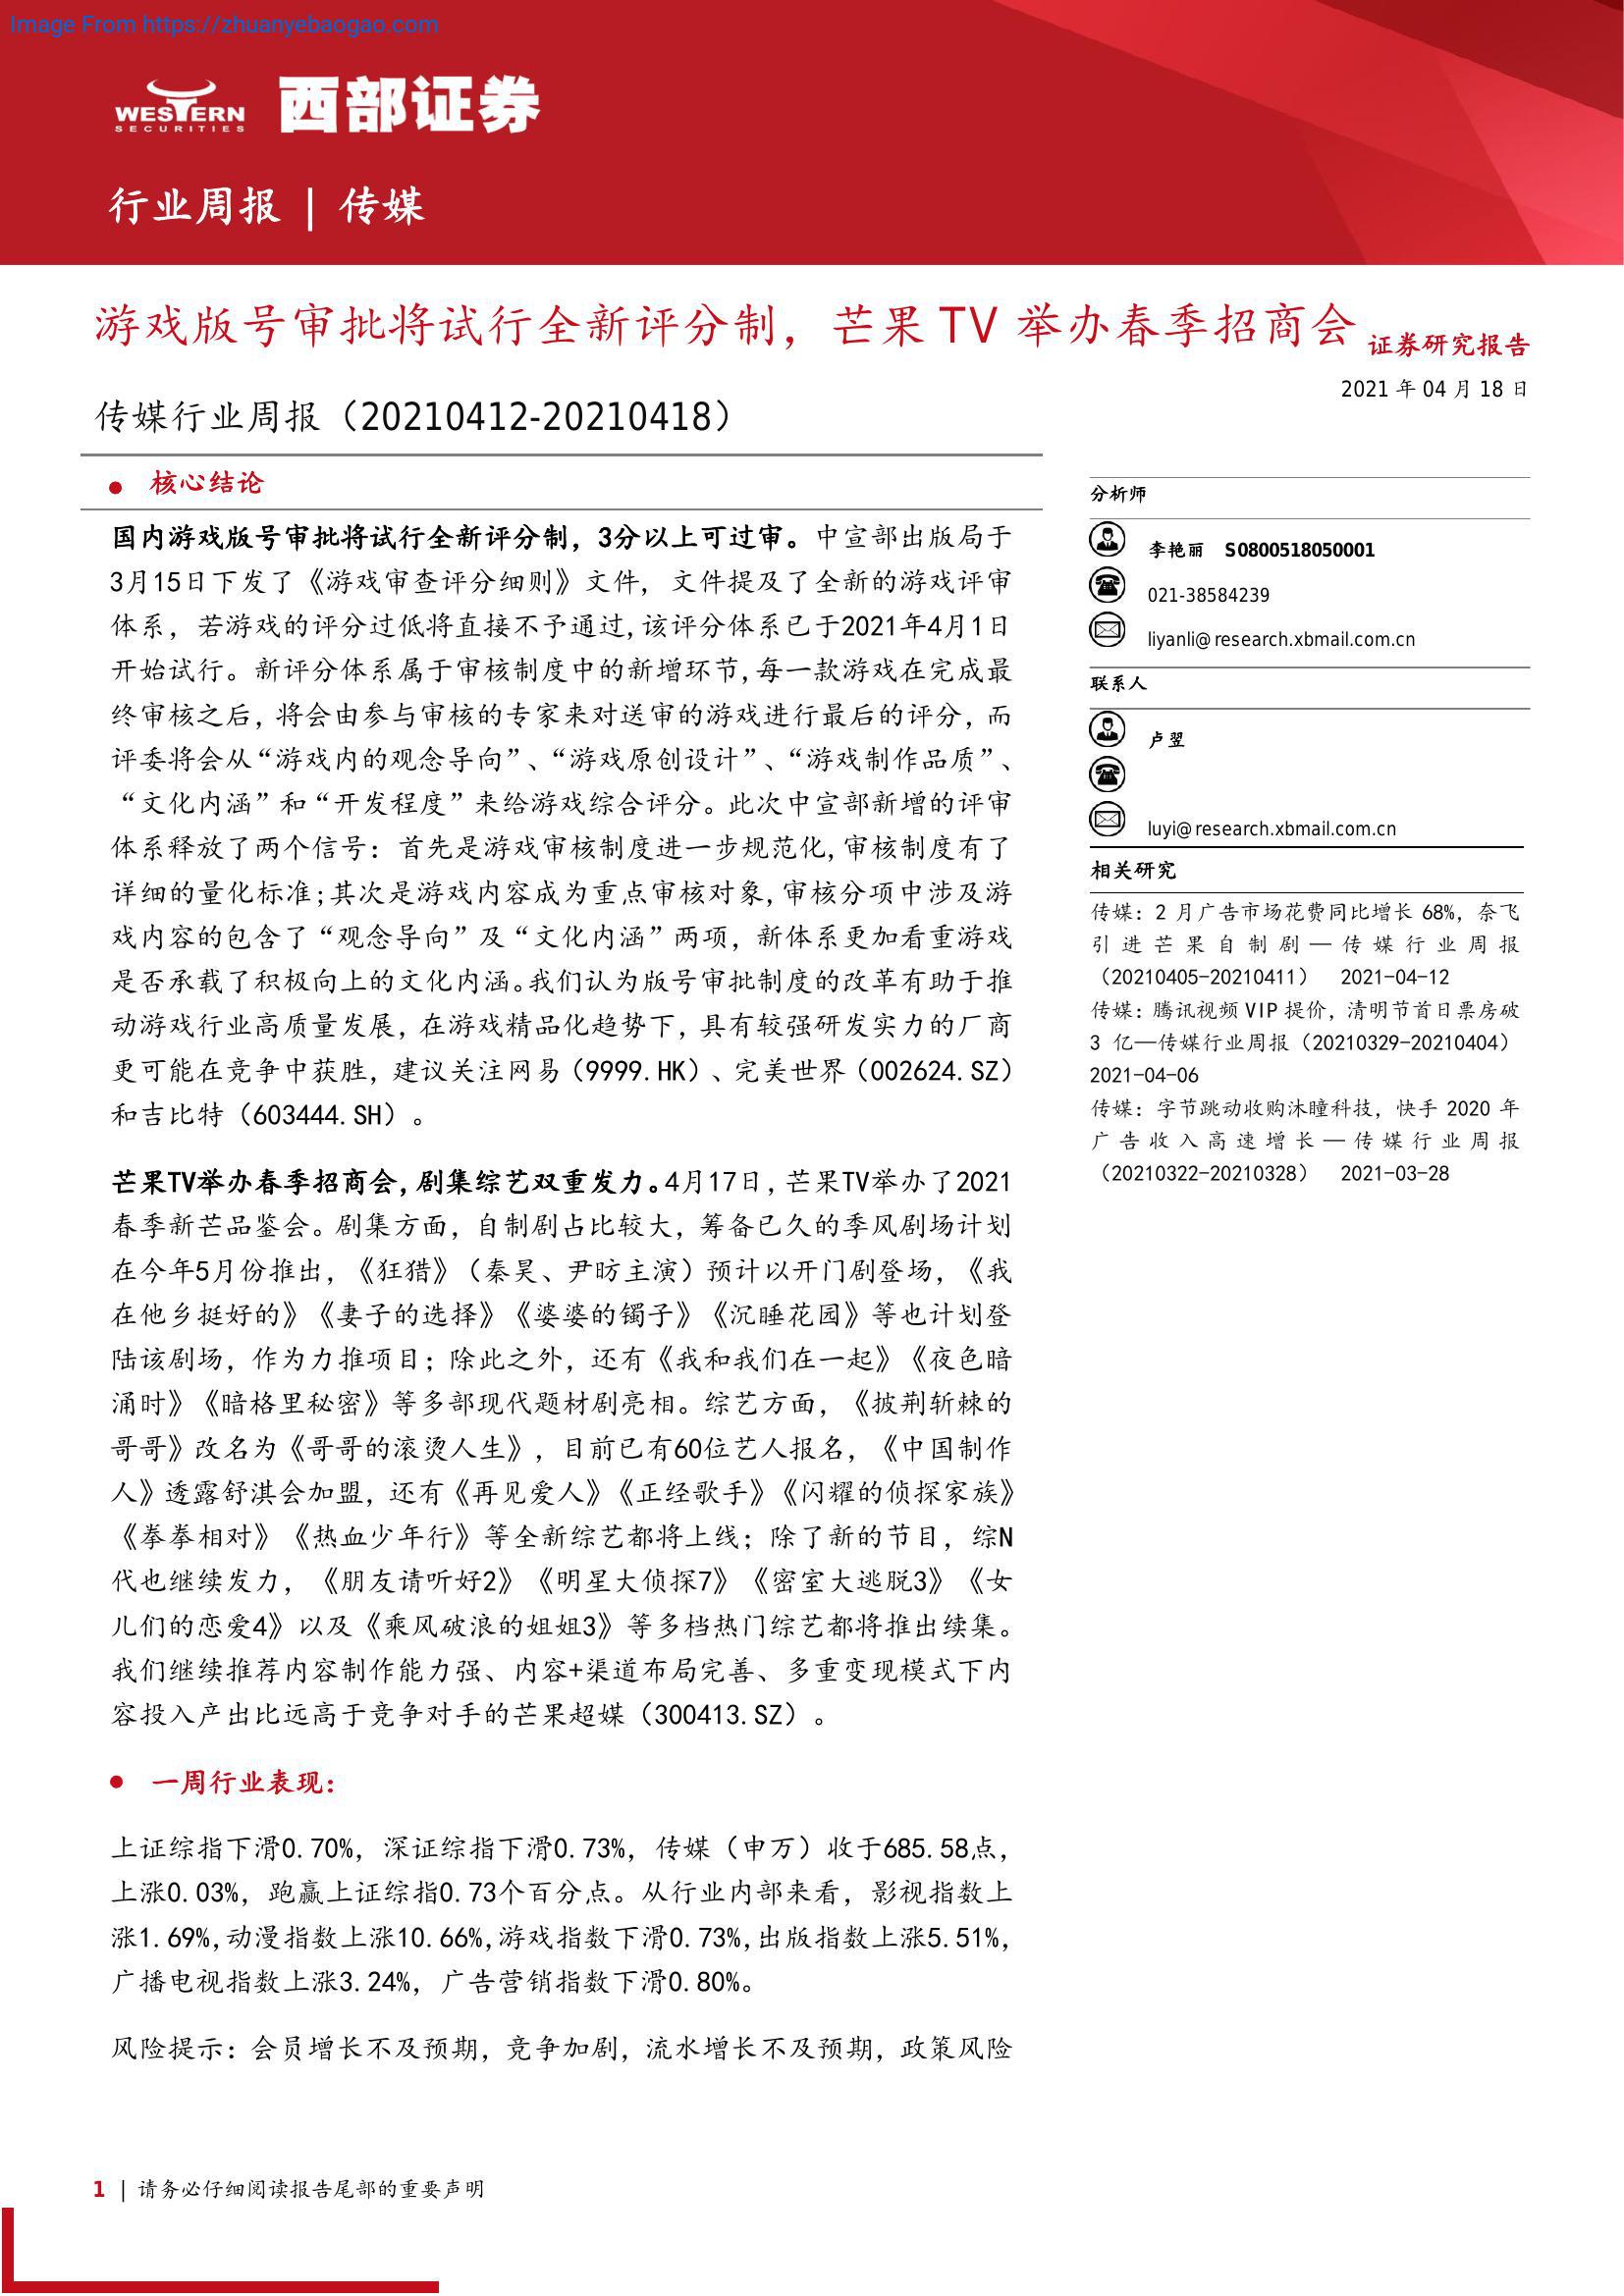 Image From https://zhuanyebaogao.com
WESTERN
SECURITIES
西部证券
行业周报 | 传媒
游戏版号审批将试行全新评分制，芒果 TV 举办春季招商会
证券研究报告
2021 年 04 月 18 日
传媒行业周报（20210412-20210418）
● 核心结论
国内游戏版号审批将试行全新评分制，3分以上可过审。中宣部出版局于
3月15日下发了《游戏审查评分细则》文件，文件提及了全新的游戏评审
体系，若游戏的评分过低将直接不予通过,该评分体系已于2021年4月1日
开始试行。新评分体系属于审核制度中的新增环节,每一款游戏在完成最
终审核之后，将会由参与审核的专家来对送审的游戏进行最后的评分，而
评委将会从“游戏内的观念导向”、“游戏原创设计”、“游戏制作品质”、
“文化内涵”和“开发程度”来给游戏综合评分。此次中宣部新增的评审
体系释放了两个信号：首先是游戏审核制度进一步规范化,审核制度有了
详细的量化标准;其次是游戏内容成为重点审核对象,审核分项中涉及游
戏内容的包含了“观念导向”及“文化内涵”两项，新体系更加看重游戏
是否承载了积极向上的文化内涵。我们认为版号审批制度的改革有助于推
动游戏行业高质量发展，在游戏精品化趋势下，具有较强研发实力的厂商
更可能在竞争中获胜，建议关注网易（9999.HK）、完美世界（002624.SZ）
和吉比特（603444.SH）。
芒果TV举办春季招商会,剧集综艺双重发力。4月17日,芒果TV举办了2021
春季新芒品鉴会。剧集方面，自制剧占比较大，筹备已久的季风剧场计划
在今年5月份推出，《狂猎》（秦昊、尹昉主演）预计以开门剧登场，《我
在他乡挺好的》《妻子的选择》《婆婆的镯子》《沉睡花园》等也计划登
陆该剧场，作为力推项目；除此之外，还有《我和我们在一起》《夜色暗
涌时》《暗格里秘密》等多部现代题材剧亮相。综艺方面，《披荆斩棘的
哥哥》改名为《哥哥的滚烫人生》，目前已有60位艺人报名，《中国制作
人》透露舒淇会加盟，还有《再见爱人》《正经歌手》《闪耀的侦探家族》
《拳拳相对》《热血少年行》等全新综艺都将上线；除了新的节目，综N
代也继续发力，《朋友请听好2》《明星大侦探7》《密室大逃脱3》《女
儿们的恋爱4》以及《乘风破浪的姐姐3》等多档热门综艺都将推出续集。
我们继续推荐内容制作能力强、内容+渠道布局完善、多重变现模式下内
容投入产出比远高于竞争对手的芒果超媒（300413.SZ）。
● 一周行业表现：
上证综指下滑0.70%，深证综指下滑0.73%，传媒（申万）收于685.58点，
上涨0.03%，跑赢上证综指0.73个百分点。从行业内部来看，影视指数上
涨1.69%,动漫指数上涨10.66%,游戏指数下滑0.73%,出版指数上涨5.51%，
广播电视指数上涨3.24%，广告营销指数下滑0.80%。
风险提示：会员增长不及预期，竞争加剧，流水增长不及预期，政策风险
分析师
李艳丽 S0800518050001
021-38584239
liyanli@research.xbmail.com.cn
联系人
卢翌
luyi@research.xbmail.com.cn
相关研究
传媒：2 月广告市场花费同比增长 68%，奈飞
引进芒果自制剧—传媒行业周报
（20210405-20210411） 2021-04-12
传媒：腾讯视频 VIP 提价，清明节首日票房破
3 亿—传媒行业周报（20210329-20210404）
2021-04-06
传媒：字节跳动收购沐瞳科技，快手 2020 年
广告收入高速增长—传媒行业周报
（20210322-20210328） 2021-03-28
1 | 请务必仔细阅读报告尾部的重要声明